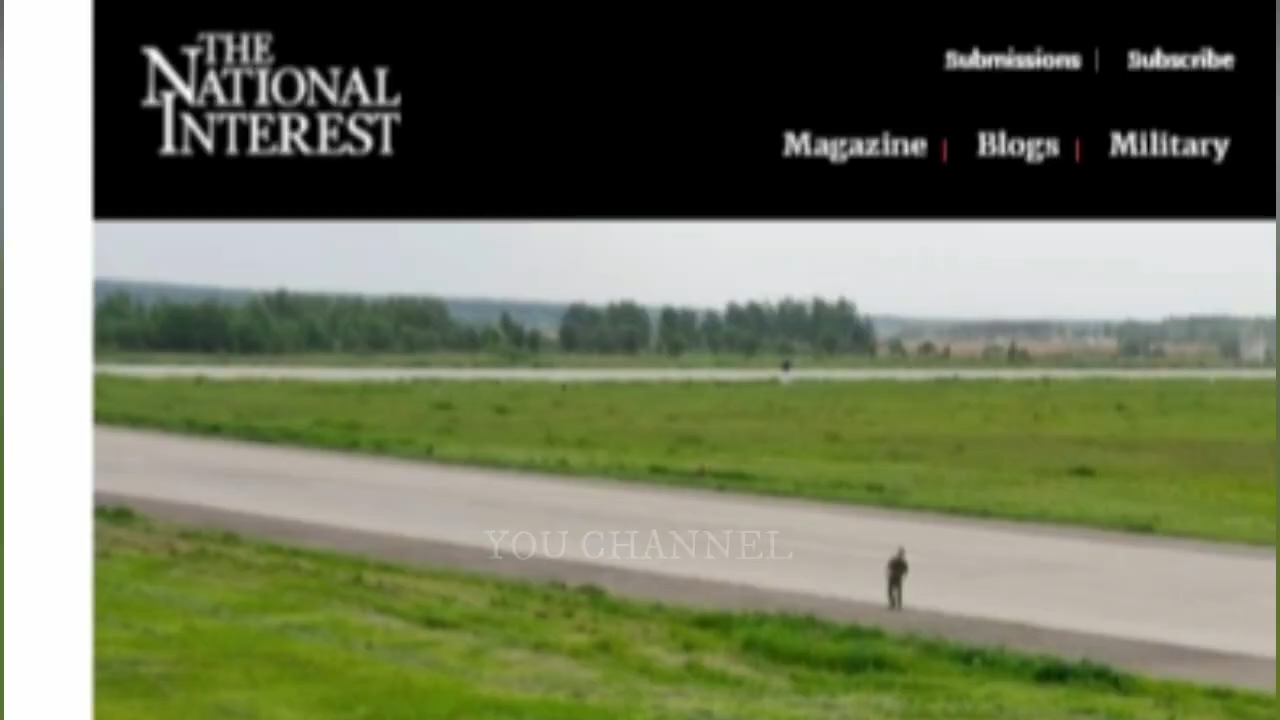 THE
NATIONAL
INTEREST
Submissions | Subscribe
Magazine | Blogs | Military
YOU CHANNEL